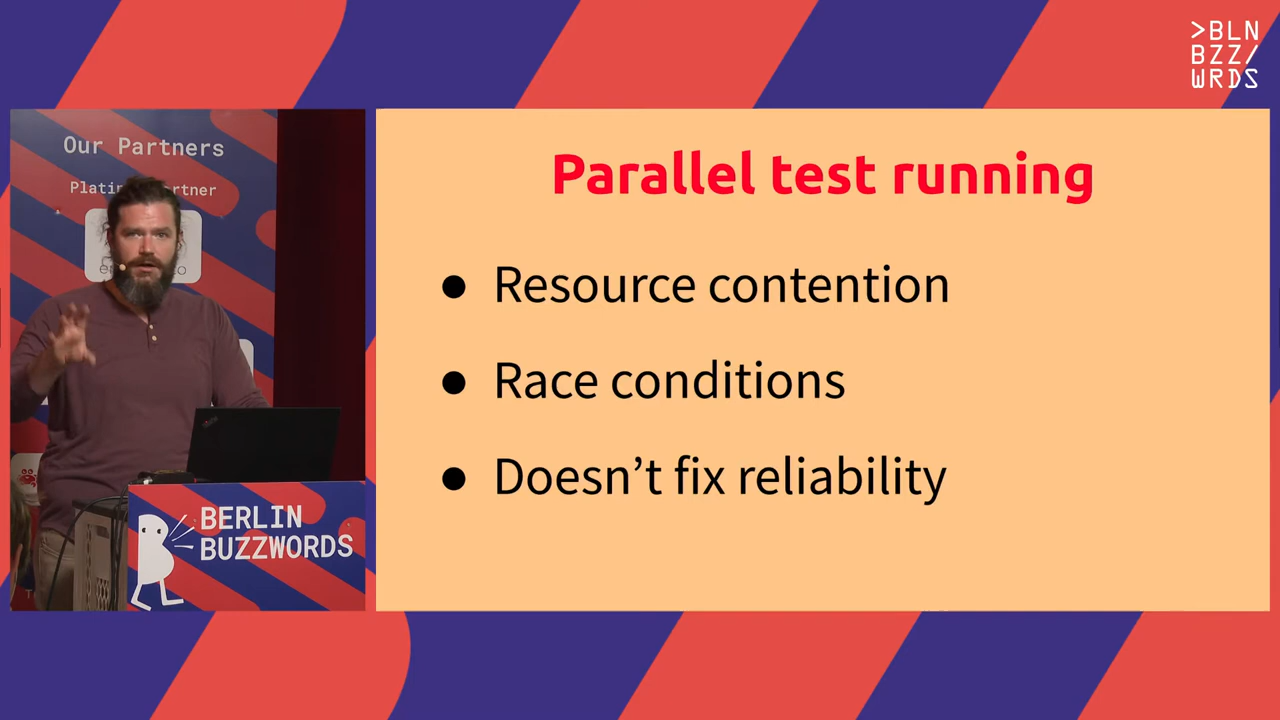 >BLN
BZZ/
WRDS
Our Partners
Parallel test running
● Resource contention
● Race conditions
● Doesn’t fix reliability
BERLIN
BUZZWORDS